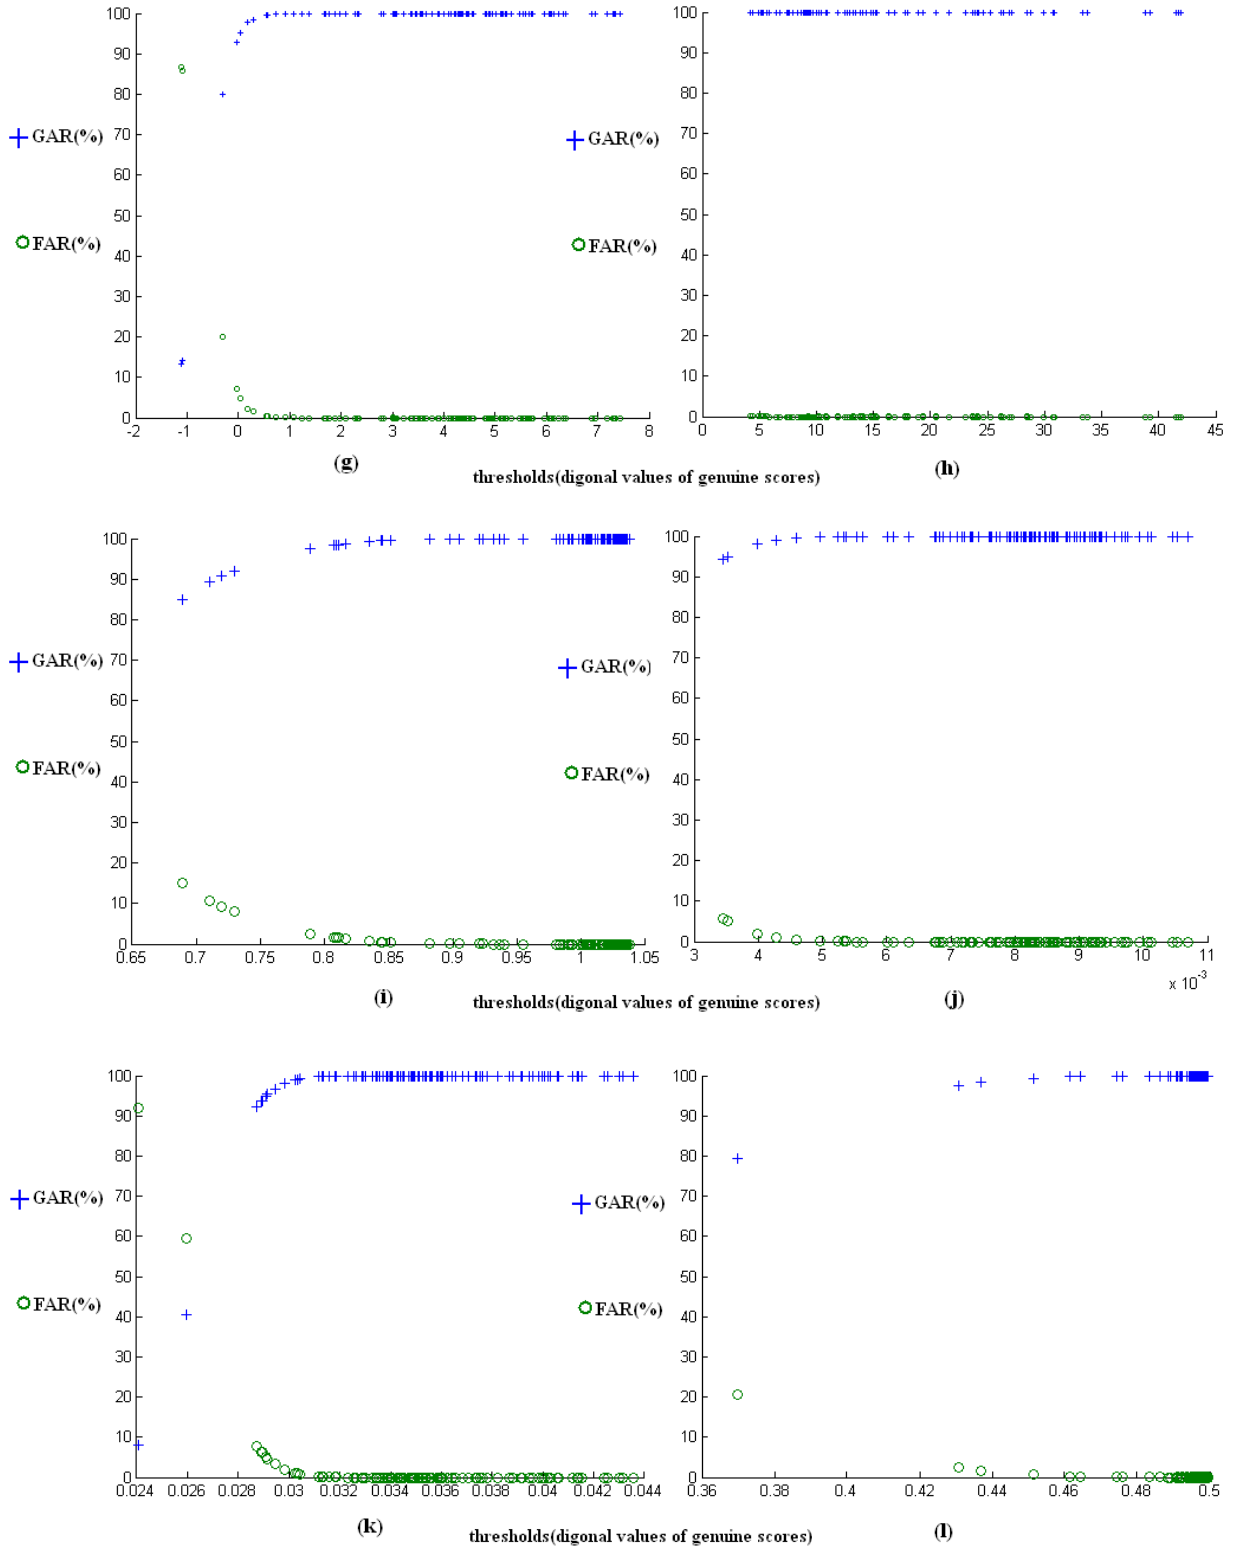 100
90
80
70
60
50
40
30
20
10
0
-2 -1 0 1 2 3 4 5 6 7 8
GAR(%)
FAR(%)
(g)
100
90
80
70
60
50
40
30
20
10
0
0 5 10 15 20 25 30 35 40 45
GAR(%)
FAR(%)
(h)
thresholds(digonal values of genuine scores)
100
90
80
70
60
50
40
30
20
10
0
0.65 0.7 0.75 0.8 0.85 0.9 0.95 1 1.05
GAR(%)
FAR(%)
(i)
100
90
80
70
60
50
40
30
20
10
0
3 4 5 6 7 8 9 10 11
x 10-3
GAR(%)
FAR(%)
(j)
thresholds(digonal values of genuine scores)
100
90
80
70
60
50
40
30
20
10
0
0.024 0.026 0.028 0.03 0.032 0.034 0.036 0.038 0.04 0.042 0.044
GAR(%)
FAR(%)
(k)
100
90
80
70
60
50
40
30
20
10
0
0.36 0.38 0.4 0.42 0.44 0.46 0.48 0.5
GAR(%)
FAR(%)
(l)
thresholds(digonal values of genuine scores)